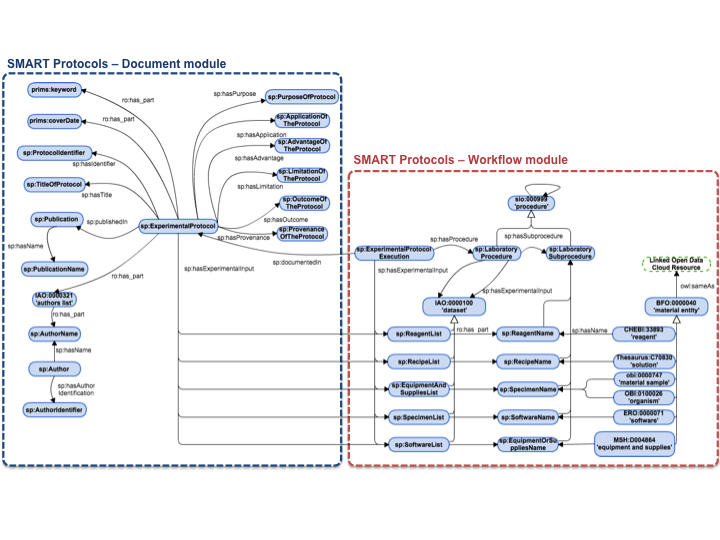 SMART Protocols – Document module
prims:keyword
ro:has_part
sp:hasPurpose
sp:PurposeOfProtocol
prims:coverDate
ro:has_part
sp:ApplicationOf
TheProtocol
sp:hasApplication
sp:ProtocolIdentifier
sp:hasIdentifier
sp:AdvantageOf
TheProtocol
sp:hasAdvantage
sp:TitleOfProtocol
sp:hasTitle
sp:LimitationOf
TheProtocol
sp:hasLimitation
sp:OutcomeOf
TheProtocol
sp:hasOutcome
sp:Publication
sp:publishedIn
sp:ExperimentalProtocol
sp:Provenance
OfTheProtocol
sp:hasProvenance
sp:hasName
sp:PublicationName
ro:has_part
sp:hasExperimentalInput
sp:documentedIn
IAO:0000321
'authors list'
ro:has_part
sp:AuthorName
sp:hasName
sp:Author
sp:hasAuthor
Identification
sp:AuthorIdentifier
SMART Protocols – Workflow module
sio:000999
'procedure'
sp:hasProcedure
sp:hasSubprocedure
sp:ExperimentalProtocol
Execution
sp:Laboratory
Procedure
sp:Laboratory
Subprocedure
Linked Open Data
Cloud Resource
sp:hasExperimentalInput
sp:hasExperimentalInput
owl:sameAs
IAO:0000100
'dataset'
BFO:0000040
'material entity'
sp:ReagentList
ro:has_part
sp:ReagentName
sp:hasName
CHEBI:33893
'reagent'
sp:RecipeList
sp:RecipeName
Thesaurus:C70830
'solution'
sp:EquipmentAnd
SuppliesList
sp:SpecimenName
obi:0000747
'material sample'
OBI:0100026
'organism'
sp:SpecimenList
sp:SoftwareName
ERO:0000071
'software'
sp:SoftwareList
sp:EquipmentOrSu
ppliesName
MSH:D004864
'equipment and supplies'